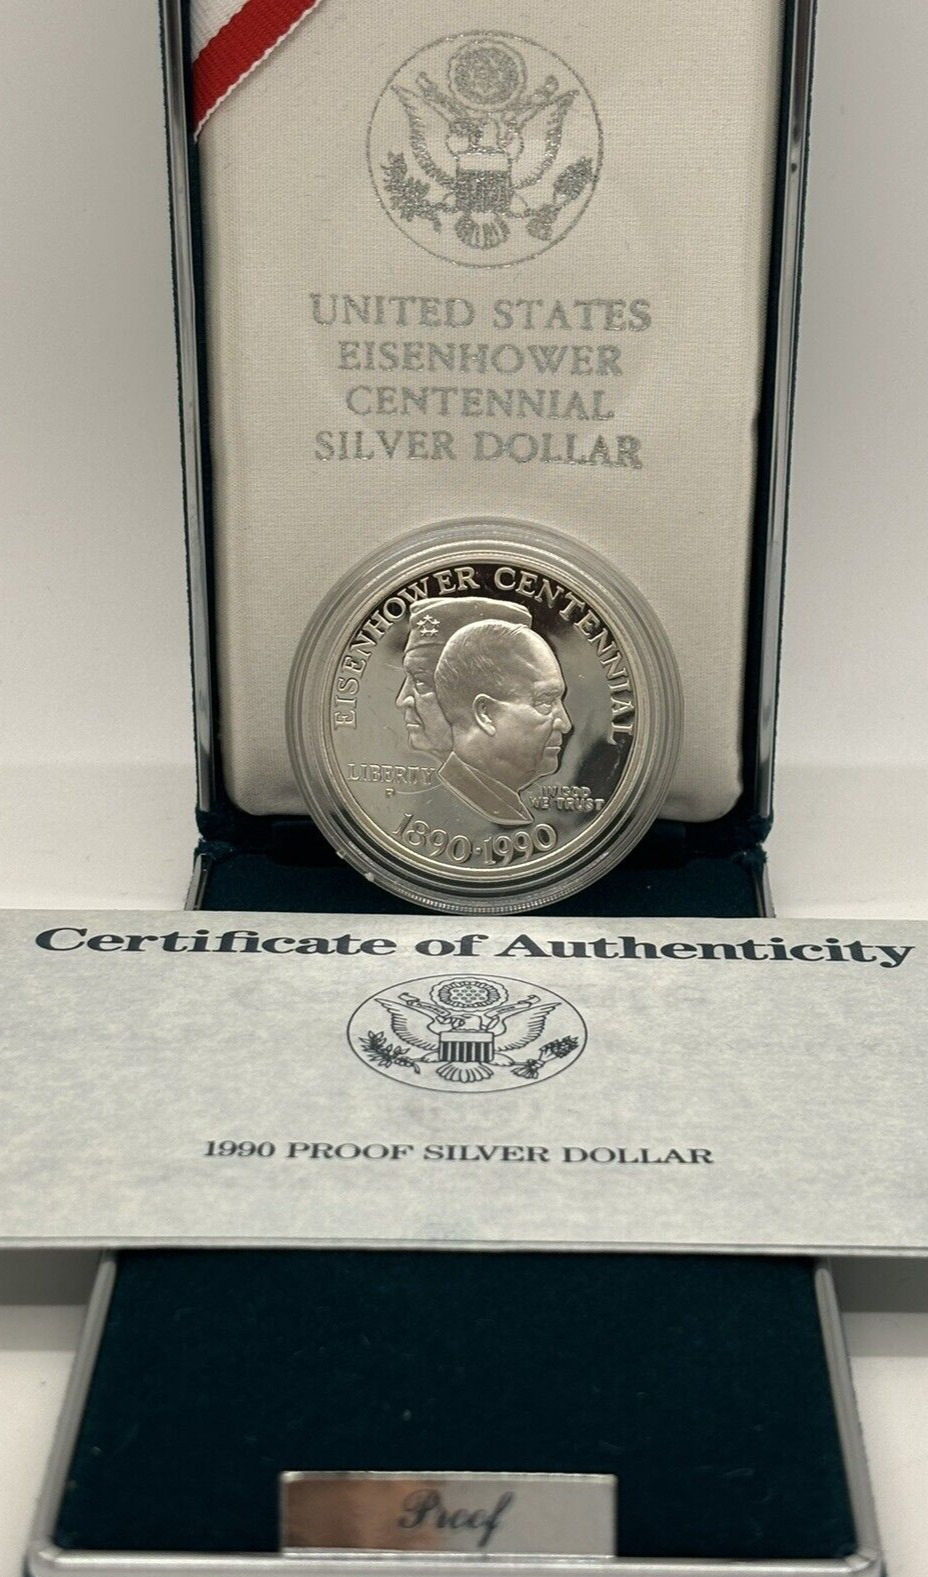 UNITED STATES
EISENHOWER
CENTENNIAL
SILVER DOLLAR
EISENHOWER CENTENNIAL
LIBERTY
P
IN GOD
WE TRUST
1890·1990
Certificate of Authenticity
1990 PROOF SILVER DOLLAR
Proof